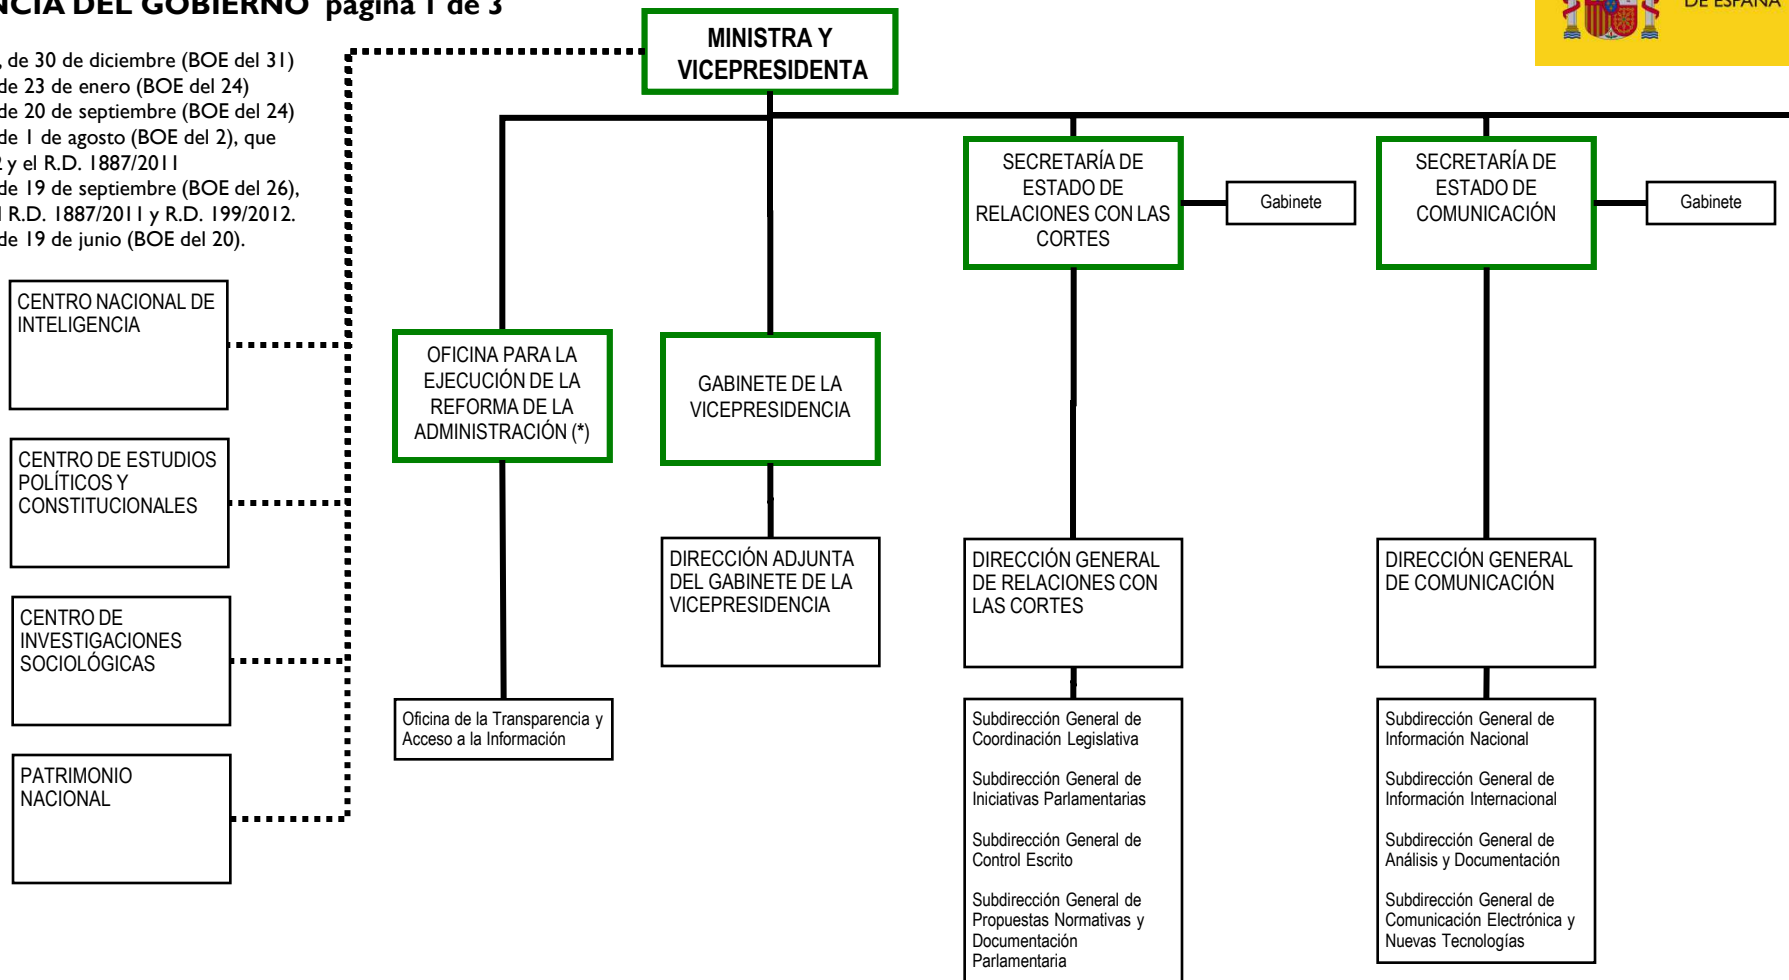 NCIA DEL GOBIERNO página 1 de 3
, de 30 de diciembre (BOE del 31)
de 23 de enero (BOE del 24)
de 20 de septiembre (BOE del 24)
de 1 de agosto (BOE del 2), que
2 y el R.D. 1887/2011
de 19 de septiembre (BOE del 26),
l R.D. 1887/2011 y R.D. 199/2012.
de 19 de junio (BOE del 20).
MINISTRA Y
VICEPRESIDENTA
DE ESPAÑA
SECRETARÍA DE
ESTADO DE
RELACIONES CON LAS
CORTES
Gabinete
SECRETARÍA DE
ESTADO DE
COMUNICACIÓN
Gabinete
CENTRO NACIONAL DE
INTELIGENCIA
CENTRO DE ESTUDIOS
POLÍTICOS Y
CONSTITUCIONALES
CENTRO DE
INVESTIGACIONES
SOCIOLÓGICAS
PATRIMONIO
NACIONAL
OFICINA PARA LA
EJECUCIÓN DE LA
REFORMA DE LA
ADMINISTRACIÓN (*)
GABINETE DE LA
VICEPRESIDENCIA
Oficina de la Transparencia y
Acceso a la Información
DIRECCIÓN ADJUNTA
DEL GABINETE DE LA
VICEPRESIDENCIA
DIRECCIÓN GENERAL
DE RELACIONES CON
LAS CORTES
DIRECCIÓN GENERAL
DE COMUNICACIÓN
Subdirección General de
Coordinación Legislativa
Subdirección General de
Iniciativas Parlamentarias
Subdirección General de
Control Escrito
Subdirección General de
Propuestas Normativas y
Documentación
Parlamentaria
Subdirección General de
Información Nacional
Subdirección General de
Información Internacional
Subdirección General de
Análisis y Documentación
Subdirección General de
Comunicación Electrónica y
Nuevas Tecnologías